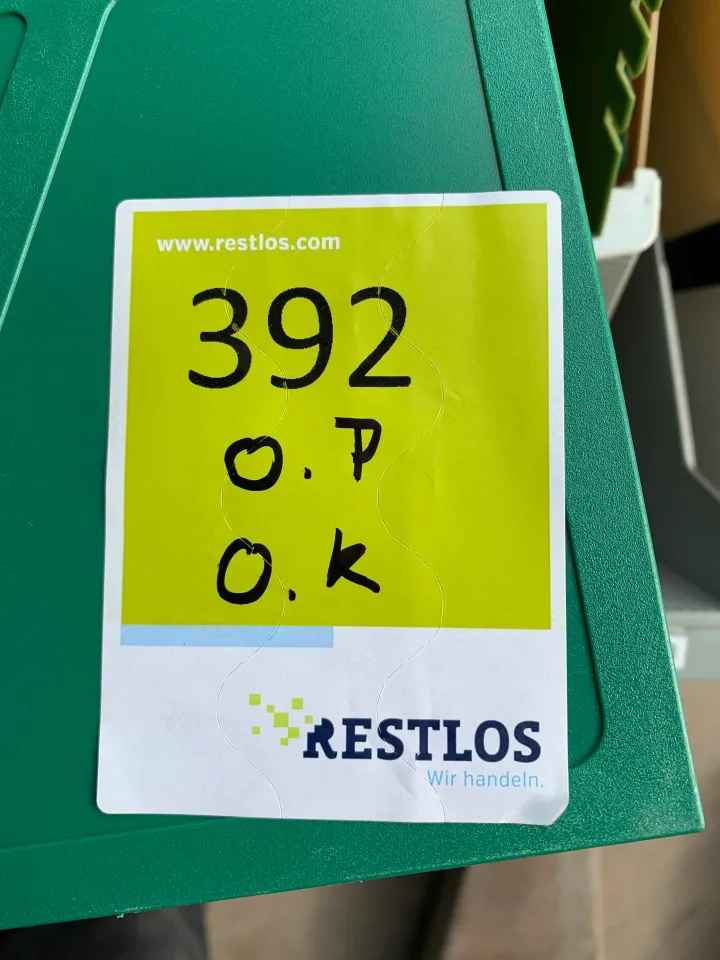 www.restlos.com
392
O.P
O.K
RESTLOS
Wir handeln.